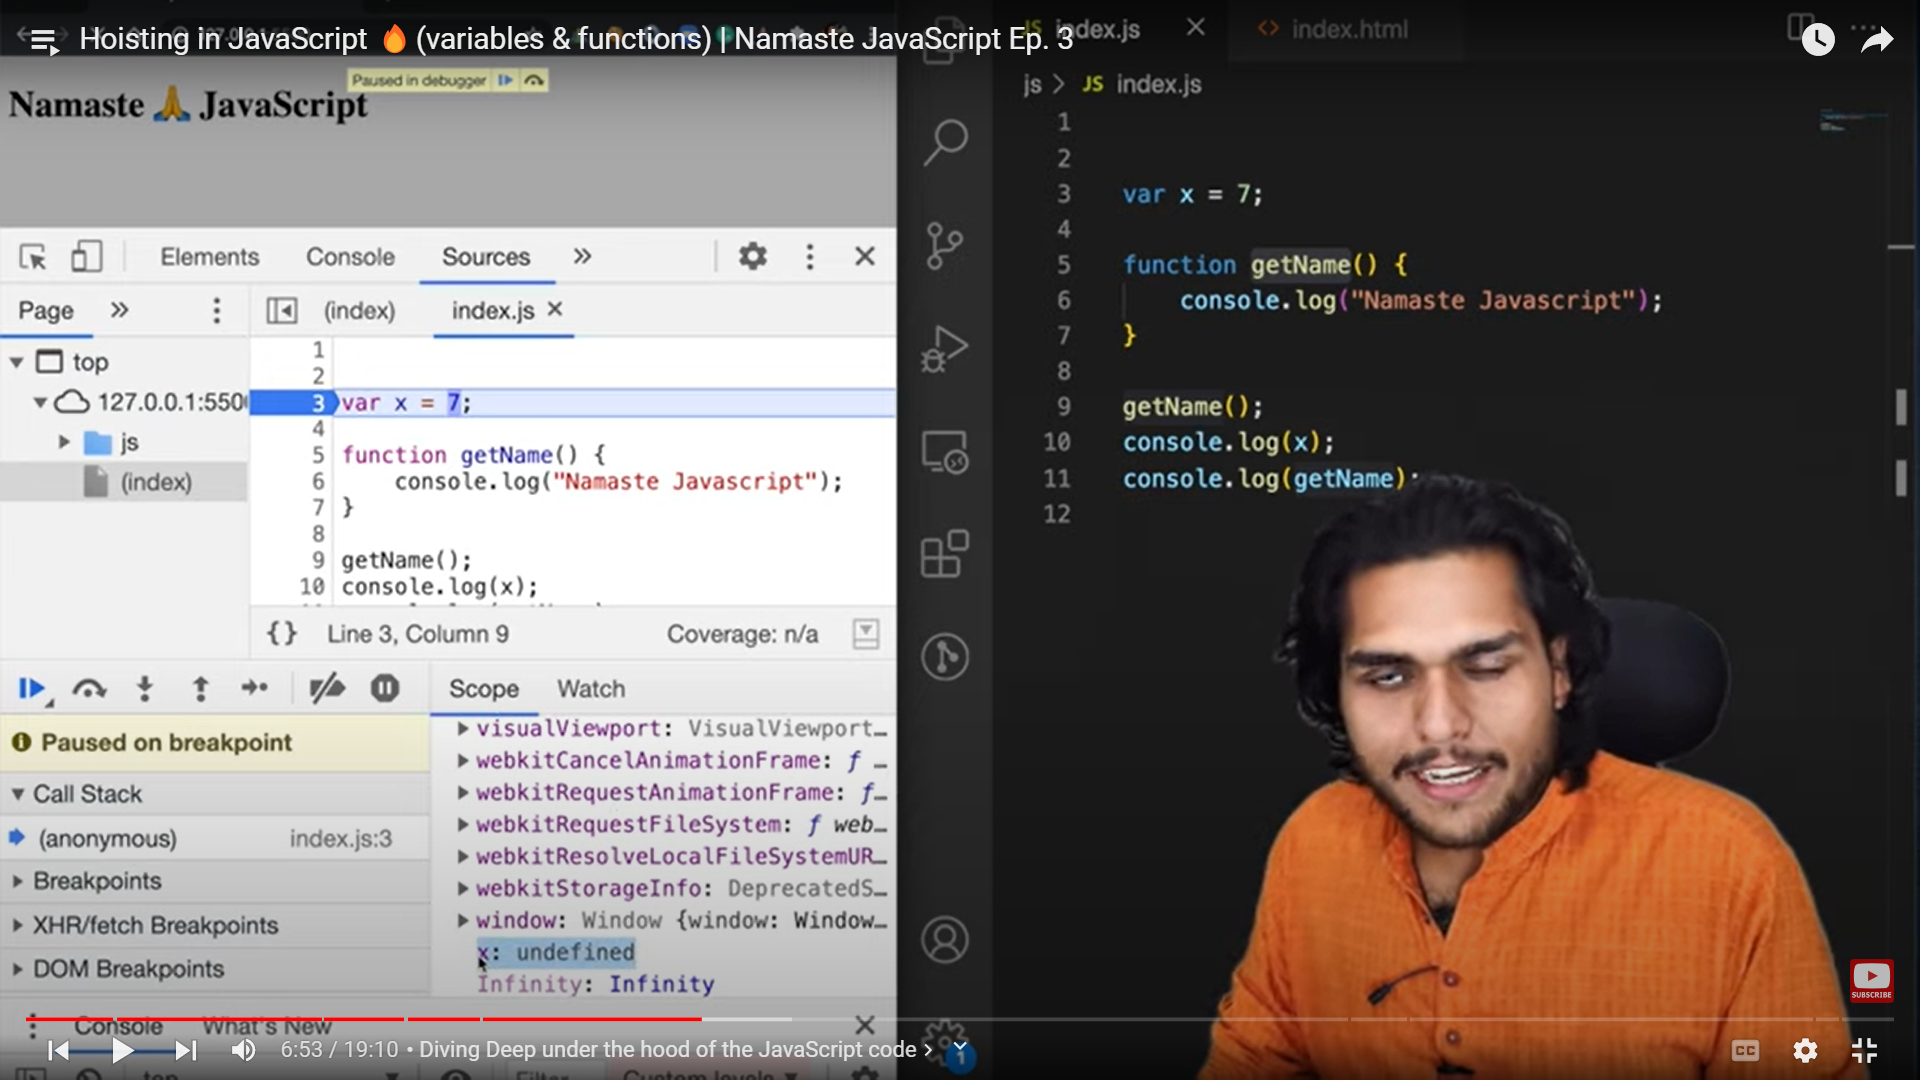 Hoisting in JavaScript 🔥 (variables & functions) | Namaste JavaScript Ep. 3
Paused in debugger
Namaste 🙏 JavaScript
Elements Console Sources »
Page » (index) index.js ×
top
127.0.0.1:550
js
(index)
1
2
3 var x = 7;
4
5 function getName() {
6 console.log("Namaste Javascript");
7 }
8
9 getName();
10 console.log(x);
{} Line 3, Column 9 Coverage: n/a
Paused on breakpoint
Call Stack
(anonymous) index.js:3
Breakpoints
XHR/fetch Breakpoints
DOM Breakpoints
Scope Watch
visualViewport: VisualViewport…
webkitCancelAnimationFrame: ƒ …
webkitRequestAnimationFrame: ƒ…
webkitRequestFileSystem: ƒ web…
webkitResolveLocalFileSystemUR…
webkitStorageInfo: DeprecatedS…
window: Window {window: Window…
x: undefined
Infinity: Infinity
Console What's New
top Filter Custom levels
6:53 / 19:10 • Diving Deep under the hood of the JavaScript code
JS index.js × <> index.html
js > JS index.js
1
2
3 var x = 7;
4
5 function getName() {
6 console.log("Namaste Javascript");
7 }
8
9 getName();
10 console.log(x);
11 console.log(getName);
12
1
SUBSCRIBE
CC